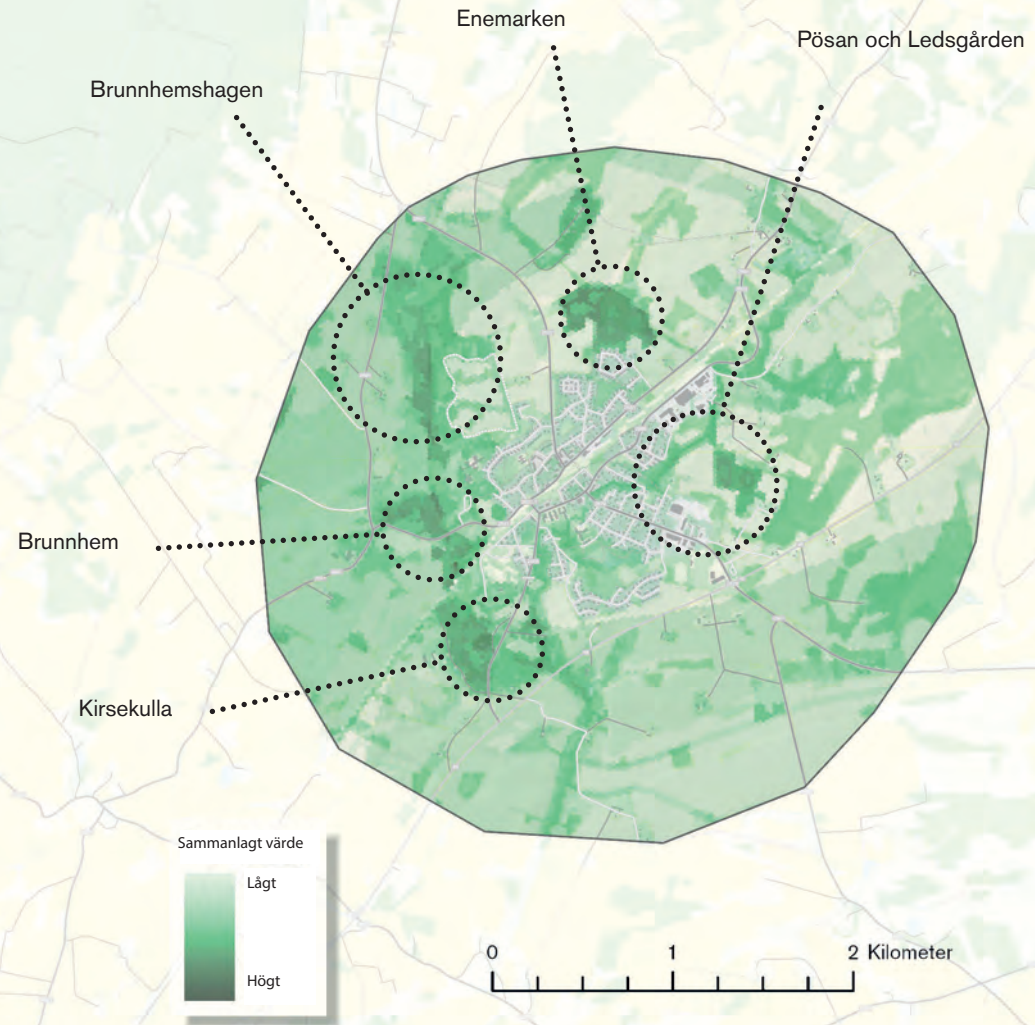 Enemarken
Pösan och Ledsgården
Brunnhemshagen
Brunnhem
Kirsekulla
Sammanlagt värde
Lågt
Högt
0 1 2 Kilometer